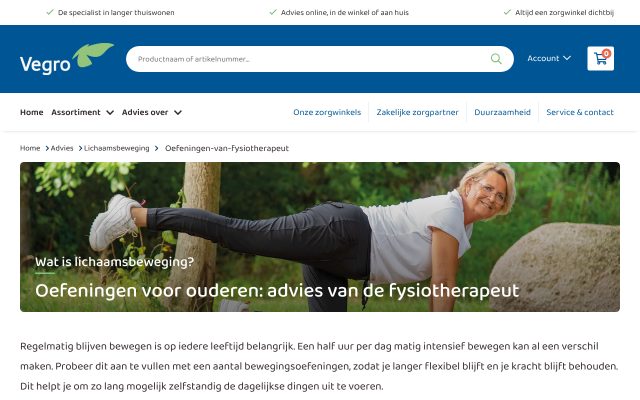 De specialist in langer thuiswonen
Advies online, in de winkel of aan huis
Altijd een zorgwinkel dichtbij
Vegro
Productnaam of artikelnummer...
Account
0
Home
Assortiment
Advies over
Onze zorgwinkels
Zakelijke zorgpartner
Duurzaamheid
Service & contact
Home
Advies
Lichaamsbeweging
Oefeningen-van-fysiotherapeut
Wat is lichaamsbeweging?
Oefeningen voor ouderen: advies van de fysiotherapeut
Regelmatig blijven bewegen is op iedere leeftijd belangrijk. Een half uur per dag matig intensief bewegen kan al een verschil
maken. Probeer dit aan te vullen met een aantal bewegingsoefeningen, zodat je langer flexibel blijft en je kracht blijft behouden.
Dit helpt je om zo lang mogelijk zelfstandig de dagelijkse dingen uit te voeren.